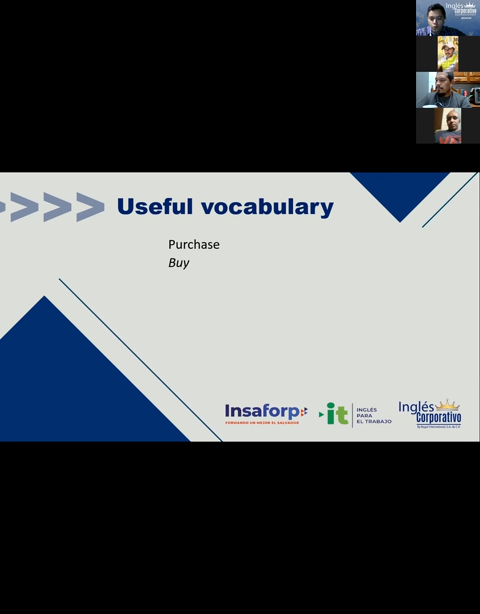 Inglés
Corporativo
>>>> Useful vocabulary
Purchase
Buy
Insaforp
FORMANDO UN MEJOR EL SALVADOR
it
INGLÉS
PARA
EL TRABAJO
Inglés
Corporativo